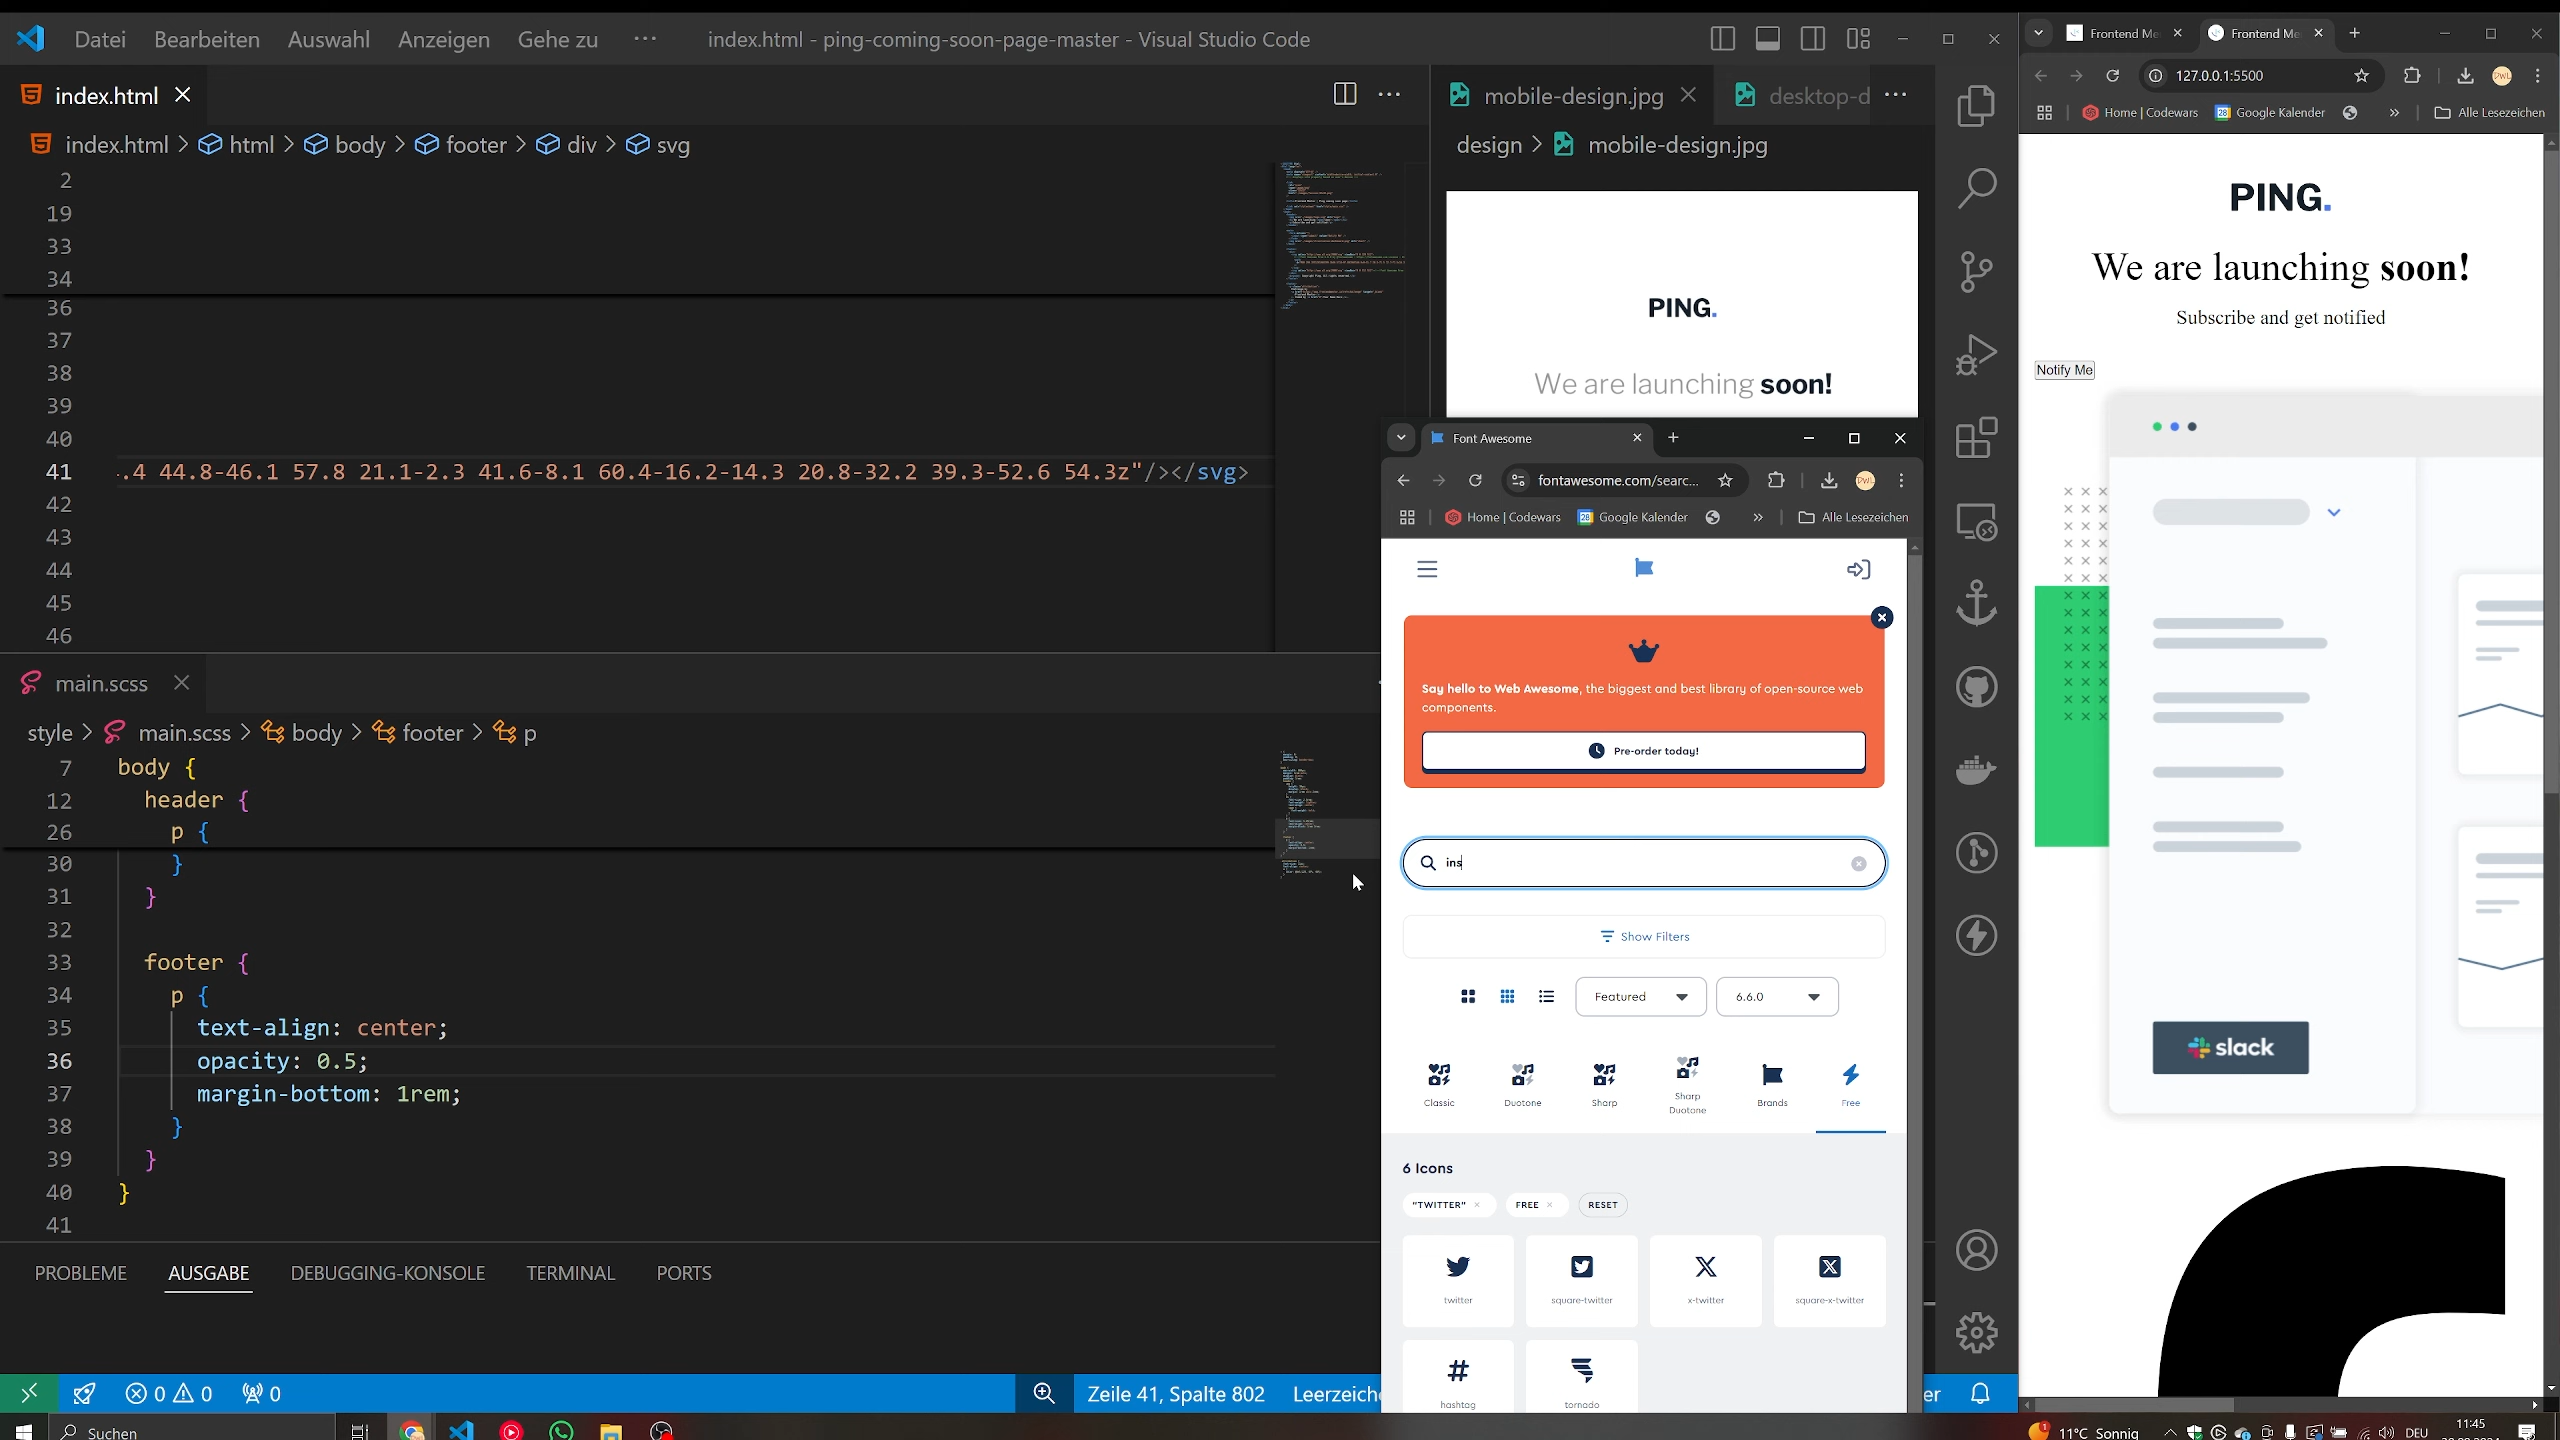 Datei Bearbeiten Auswahl Anzeigen Gehe zu ··· index.html - ping-coming-soon-page-master - Visual Studio Code
index.html
index.html > html > body > footer > div > svg
2
19
33
34
36
37
38
39
40
41 .4 44.8-46.1 57.8 21.1-2.3 41.6-8.1 60.4-16.2-14.3 20.8-32.2 39.3-52.6 54.3z"/></svg>
42
43
44
45
46
main.scss
style > main.scss > body > footer > p
7 body {
12 header {
26 p {
30 }
31 }
32
33 footer {
34 p {
35 text-align: center;
36 opacity: 0.5;
37 margin-bottom: 1rem;
38 }
39 }
40 }
41
PROBLEME AUSGABE DEBUGGING-KONSOLE TERMINAL PORTS
0 0 0
Zeile 41, Spalte 802 Leerzeiche
er
mobile-design.jpg desktop-d ···
design > mobile-design.jpg
PING.
We are launching soon!
Font Awesome
fontawesome.com/searc...
Home | Codewars Google Kalender » Alle Lesezeichen
Say hello to Web Awesome, the biggest and best library of open-source web
components.
Pre-order today!
ins
Show Filters
Featured 6.6.0
Classic Duotone Sharp Sharp Duotone Brands Free
6 Icons
"TWITTER" × FREE × RESET
twitter square-twitter x-twitter square-x-twitter
hashtag tornado
Frontend Me Frontend Me
127.0.0.1:5500
Home | Codewars Google Kalender » Alle Lesezeichen
PING.
We are launching soon!
Subscribe and get notified
Notify Me
slack
Suchen
11°C Sonnig DEU 11:45